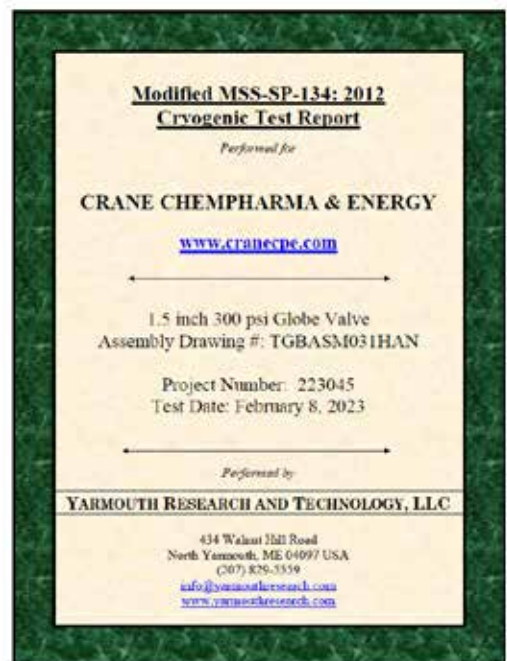 Modified MSS-SP-134: 2012
Cryogenic Test Report
Performed for
CRANE CHEMPHARMA & ENERGY
www.cranecpe.com
1.5 inch 300 psi Globe Valve
Assembly Drawing #: TGBASM031HAN
Project Number: 223045
Test Date: February 8, 2023
Performed by
YARMOUTH RESEARCH AND TECHNOLOGY, LLC
434 Walnut Hill Road
North Yarmouth, ME 04097 USA
(207) 829-5359
info@yarmouthresearch.com
www.yarmouthresearch.com